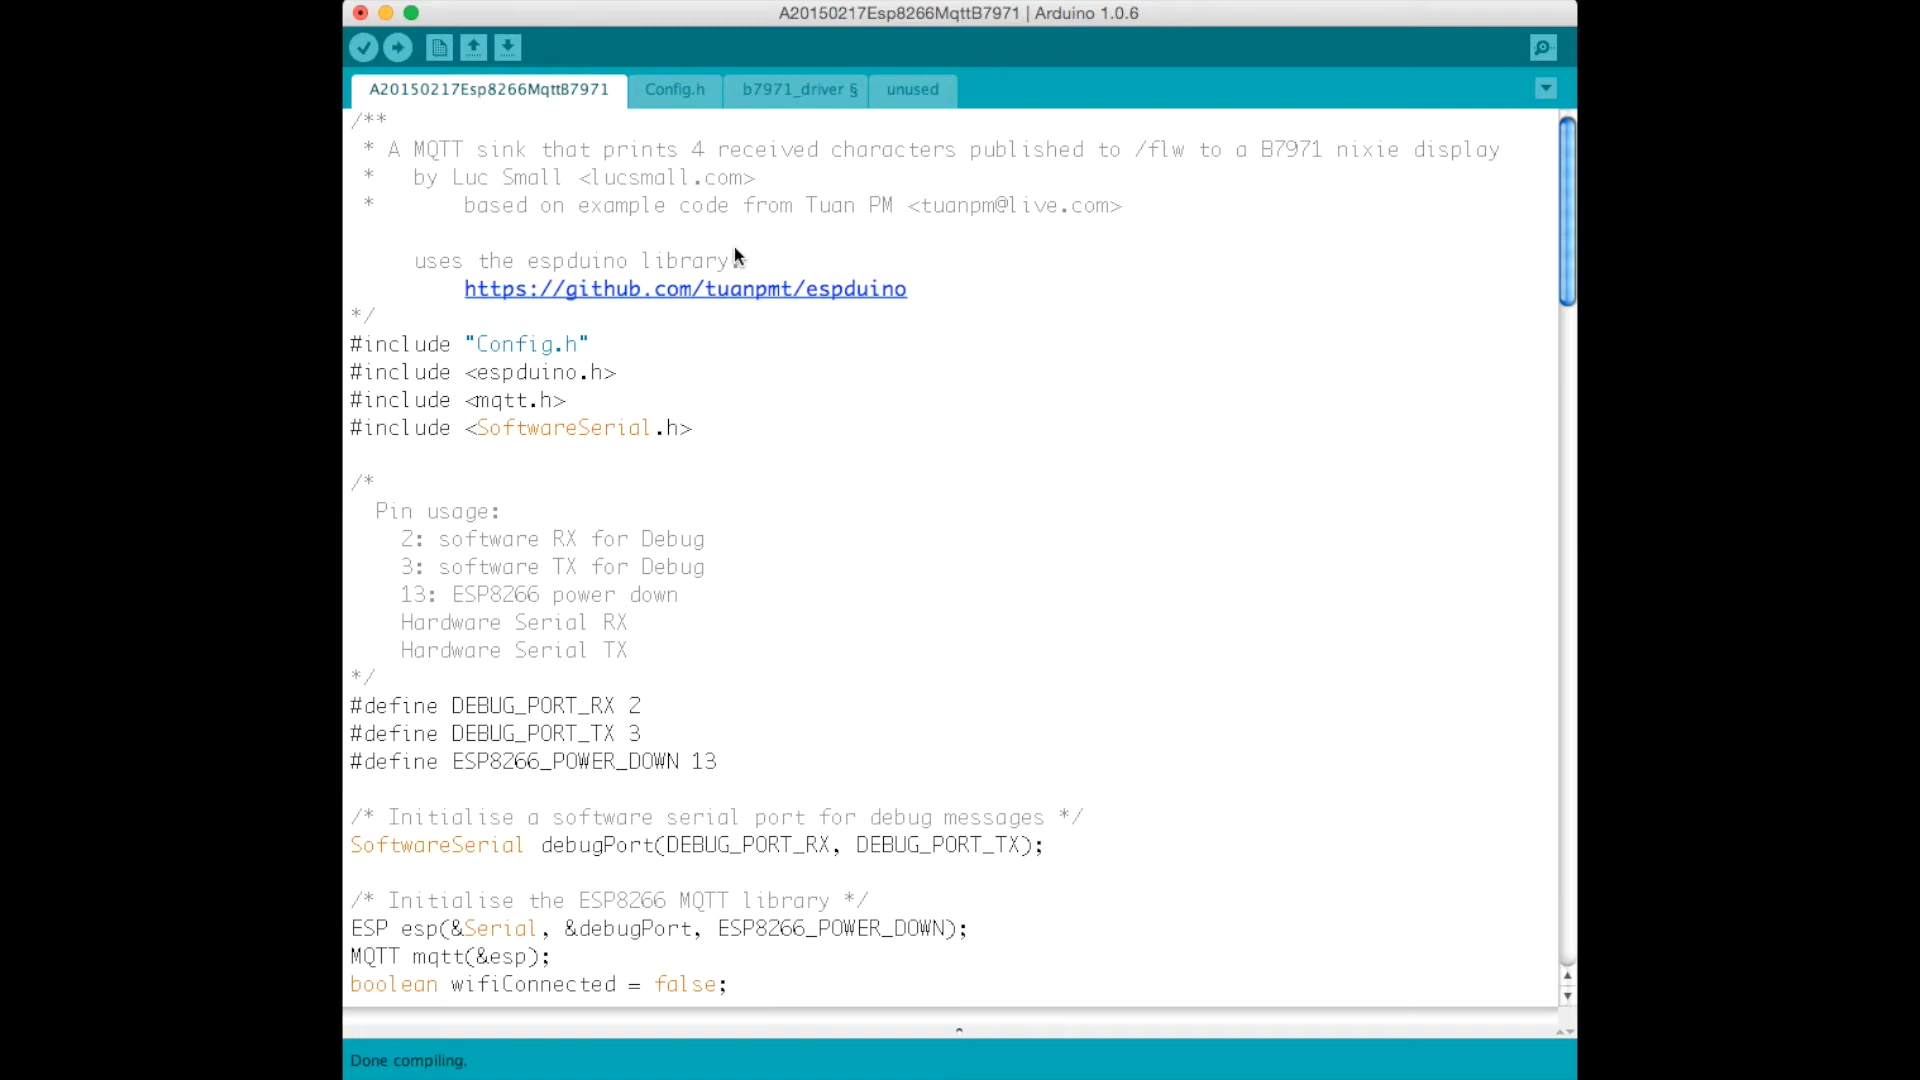 A20150217Esp8266MqttB7971 | Arduino 1.0.6
A20150217Esp8266MqttB7971 Config.h b7971_driver § unused
/**
 * A MQTT sink that prints 4 received characters published to /flw to a B7971 nixie display
 *   by Luc Small <lucsmall.com>
 *       based on example code from Tuan PM <tuanpm@live.com>
     uses the espduino library:
         https://github.com/tuanpmt/espduino
*/
#include "Config.h"
#include <espduino.h>
#include <mqtt.h>
#include <SoftwareSerial.h>
/*
  Pin usage:
    2: software RX for Debug
    3: software TX for Debug
    13: ESP8266 power down
    Hardware Serial RX
    Hardware Serial TX
*/
#define DEBUG_PORT_RX 2
#define DEBUG_PORT_TX 3
#define ESP8266_POWER_DOWN 13
/* Initialise a software serial port for debug messages */
SoftwareSerial debugPort(DEBUG_PORT_RX, DEBUG_PORT_TX);
/* Initialise the ESP8266 MQTT library */
ESP esp(&Serial, &debugPort, ESP8266_POWER_DOWN);
MQTT mqtt(&esp);
boolean wifiConnected = false;
Done compiling.